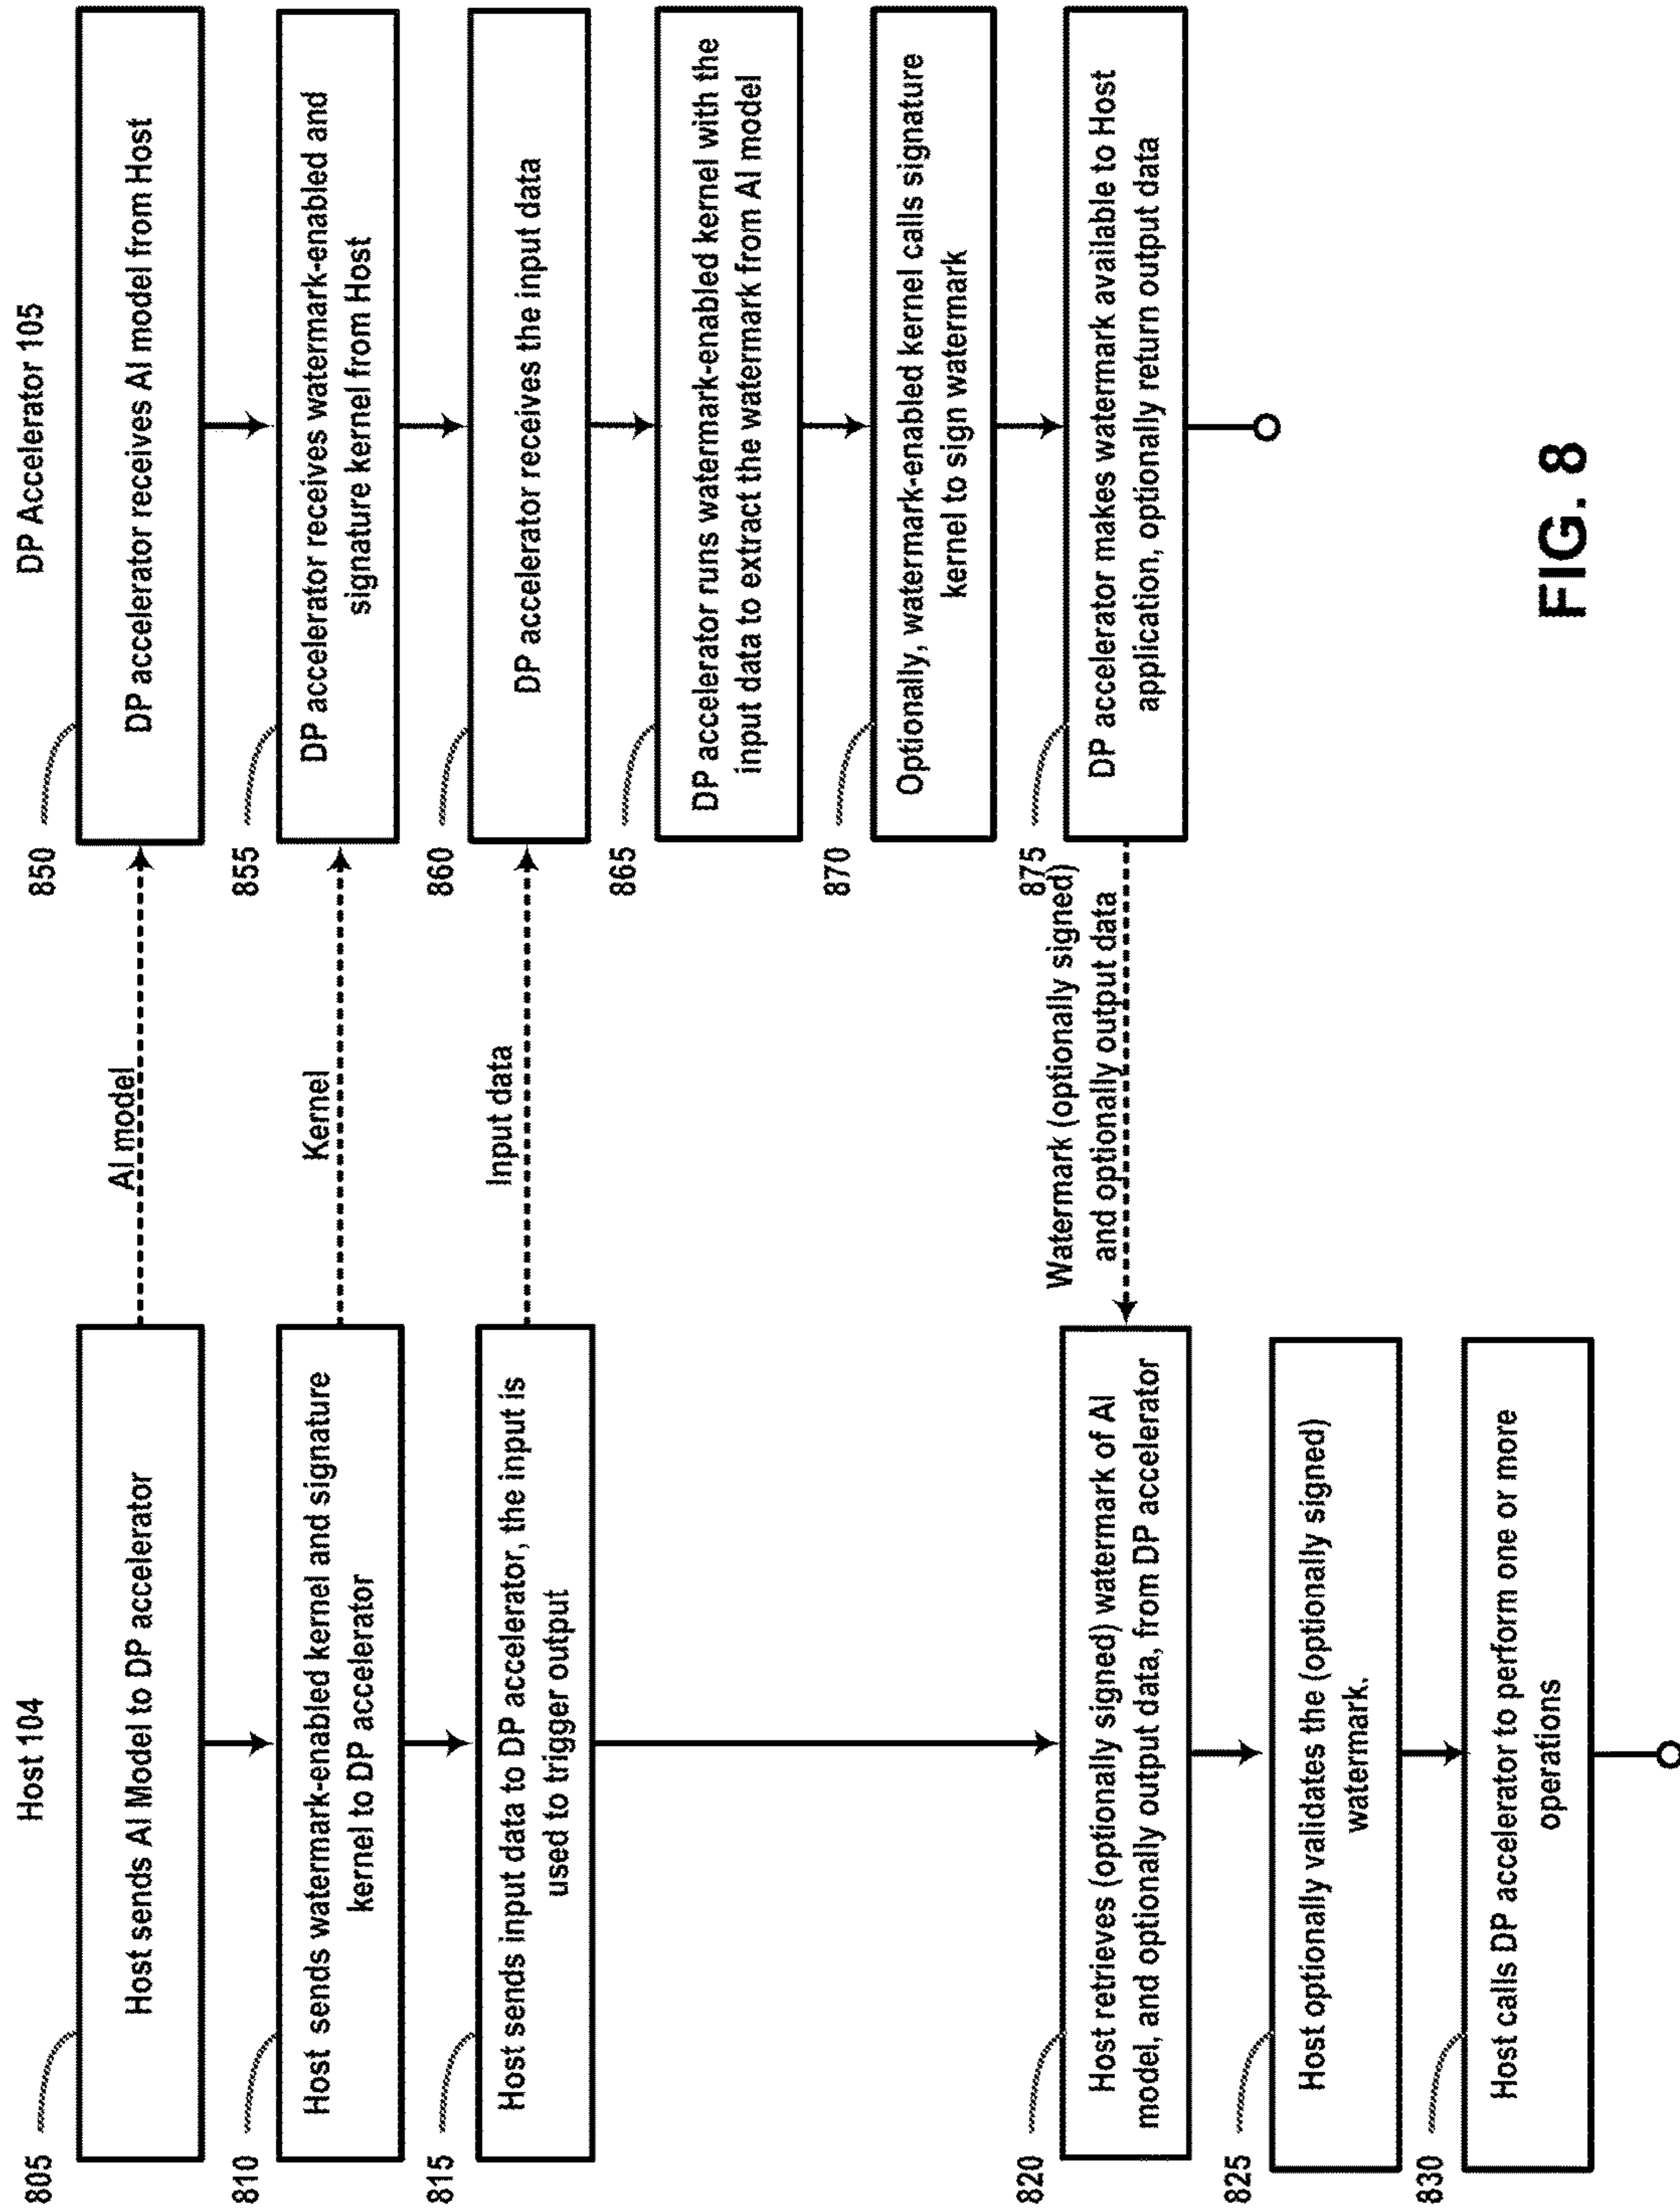 Host 104
805
Host sends AI Model to DP accelerator
810
Host sends watermark-enabled kernel and signature
kernel to DP accelerator
815
Host sends input data to DP accelerator, the input is
used to trigger output
820
Host retrieves (optionally signed) watermark of AI
model, and optionally output data, from DP accelerator
825
Host optionally validates the (optionally signed)
watermark.
830
Host calls DP accelerator to perform one or more
operations
AI model
Kernel
Input data
Watermark (optionally signed)
and optionally output data
DP Accelerator 105
850
DP accelerator receives AI model from Host
855
DP accelerator receives watermark-enabled and
signature kernel from Host
860
DP accelerator receives the input data
865
DP accelerator runs watermark-enabled kernel with the
input data to extract the watermark from AI model
870
Optionally, watermark-enabled kernel calls signature
kernel to sign watermark
875
DP accelerator makes watermark available to Host
application, optionally return output data
FIG. 8